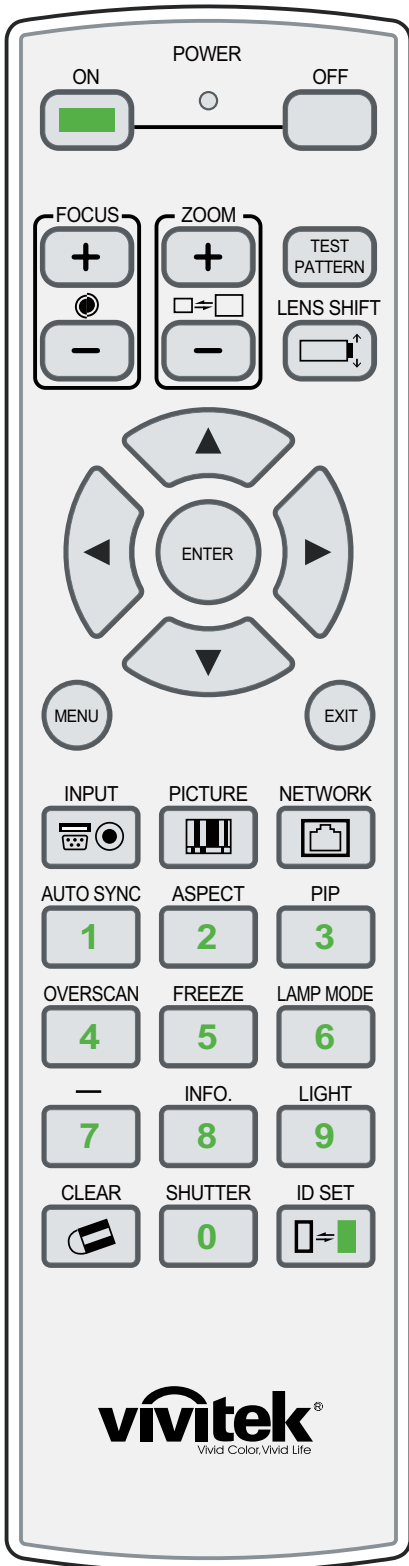 POWER
ON OFF
FOCUS ZOOM
+ + TEST
PATTERN
LENS SHIFT
− −
ENTER
MENU EXIT
INPUT PICTURE NETWORK
AUTO SYNC ASPECT PIP
1 2 3
OVERSCAN FREEZE LAMP MODE
4 5 6
— INFO. LIGHT
7 8 9
CLEAR SHUTTER ID SET
0
vivitek®
Vivid Color, Vivid Life